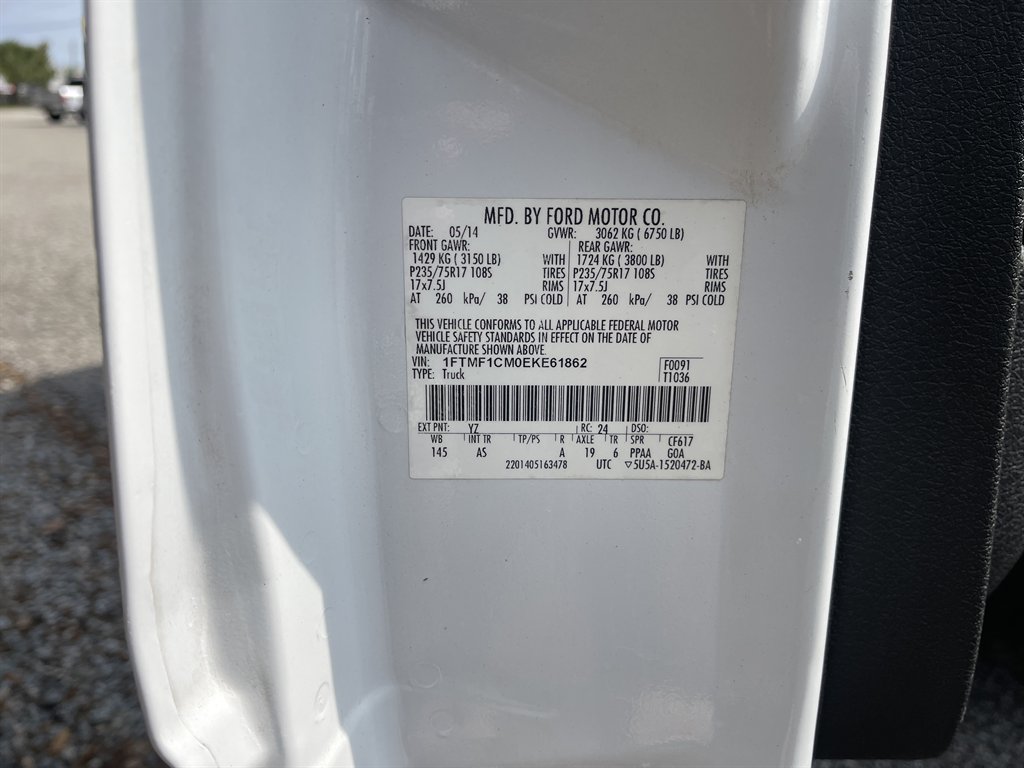 MFD. BY FORD MOTOR CO.
DATE: 05/14 GVWR: 3062 KG ( 6750 LB)
FRONT GAWR: REAR GAWR:
1429 KG ( 3150 LB) WITH 1724 KG ( 3800 LB) WITH
P235/75R17 108S TIRES P235/75R17 108S TIRES
17x7.5J RIMS 17x7.5J RIMS
AT 260 kPa/ 38 PSI COLD AT 260 kPa/ 38 PSI COLD
THIS VEHICLE CONFORMS TO ALL APPLICABLE FEDERAL MOTOR
VEHICLE SAFETY STANDARDS IN EFFECT ON THE DATE OF
MANUFACTURE SHOWN ABOVE.
VIN: 1FTMF1CM0EKE61862 F0091
TYPE: Truck T1036
EXT PNT: YZ RC: 24 DSO:
WB INT TR TP/PS R AXLE TR SPR CF617
145 AS A 19 6 PPAA GOA
2201405163478 UTC ▽5U5A-1520472-BA